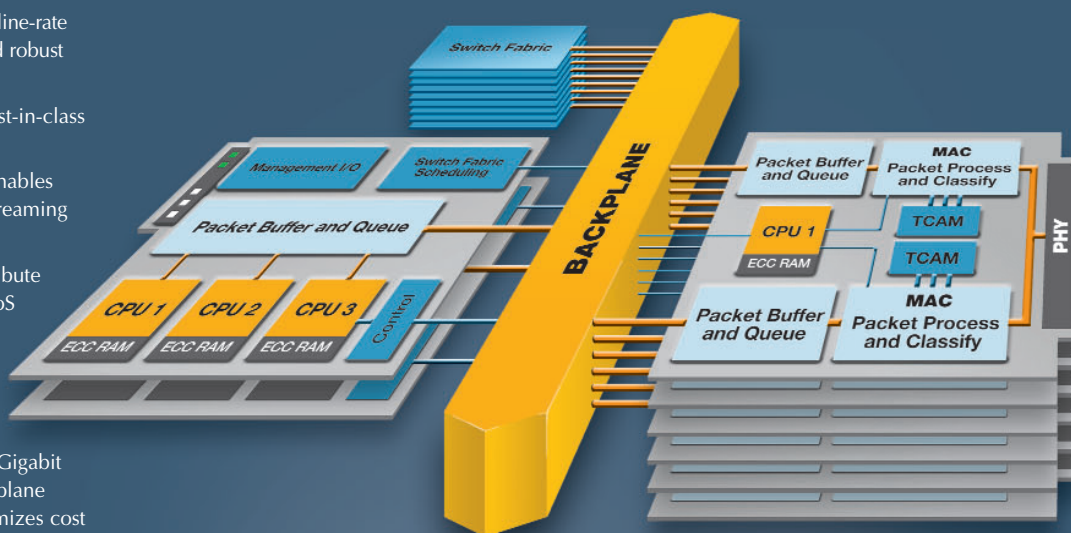 line-rate
d robust
st-in-class
nables
reaming
bute
oS
Gigabit
plane
mizes cost
Switch Fabric
Management I/O
Switch Fabric
Scheduling
Packet Buffer and Queue
CPU 1
ECC RAM
CPU 2
ECC RAM
CPU 3
ECC RAM
Control
BACKPLANE
Packet Buffer
and Queue
MAC
Packet Process
and Classify
CPU 1
ECC RAM
TCAM
TCAM
Packet Buffer
and Queue
MAC
Packet Process
and Classify
PHY